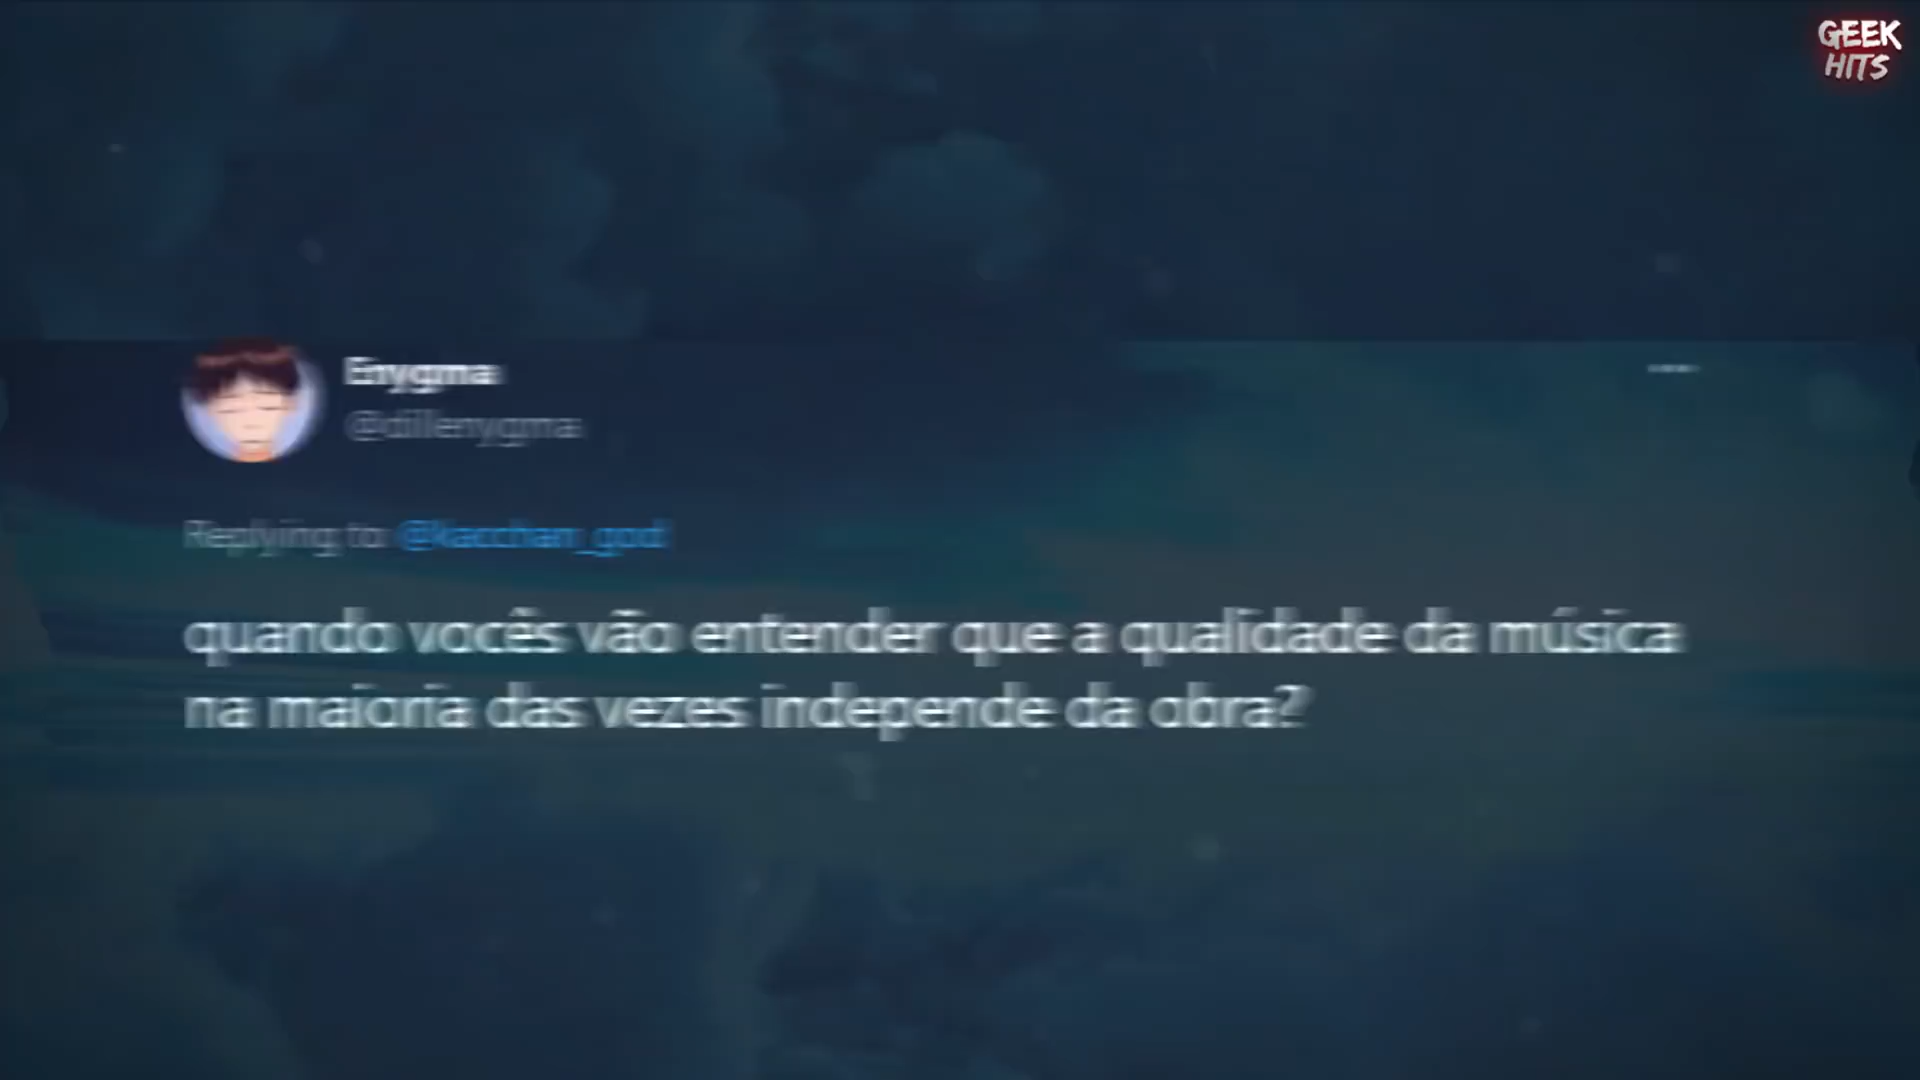 GEEK
HITS
Enygma
@dillenygma
Replying to @kacchan_god
quando vocês vão entender que a qualidade da música
na maioria das vezes independe da obra?